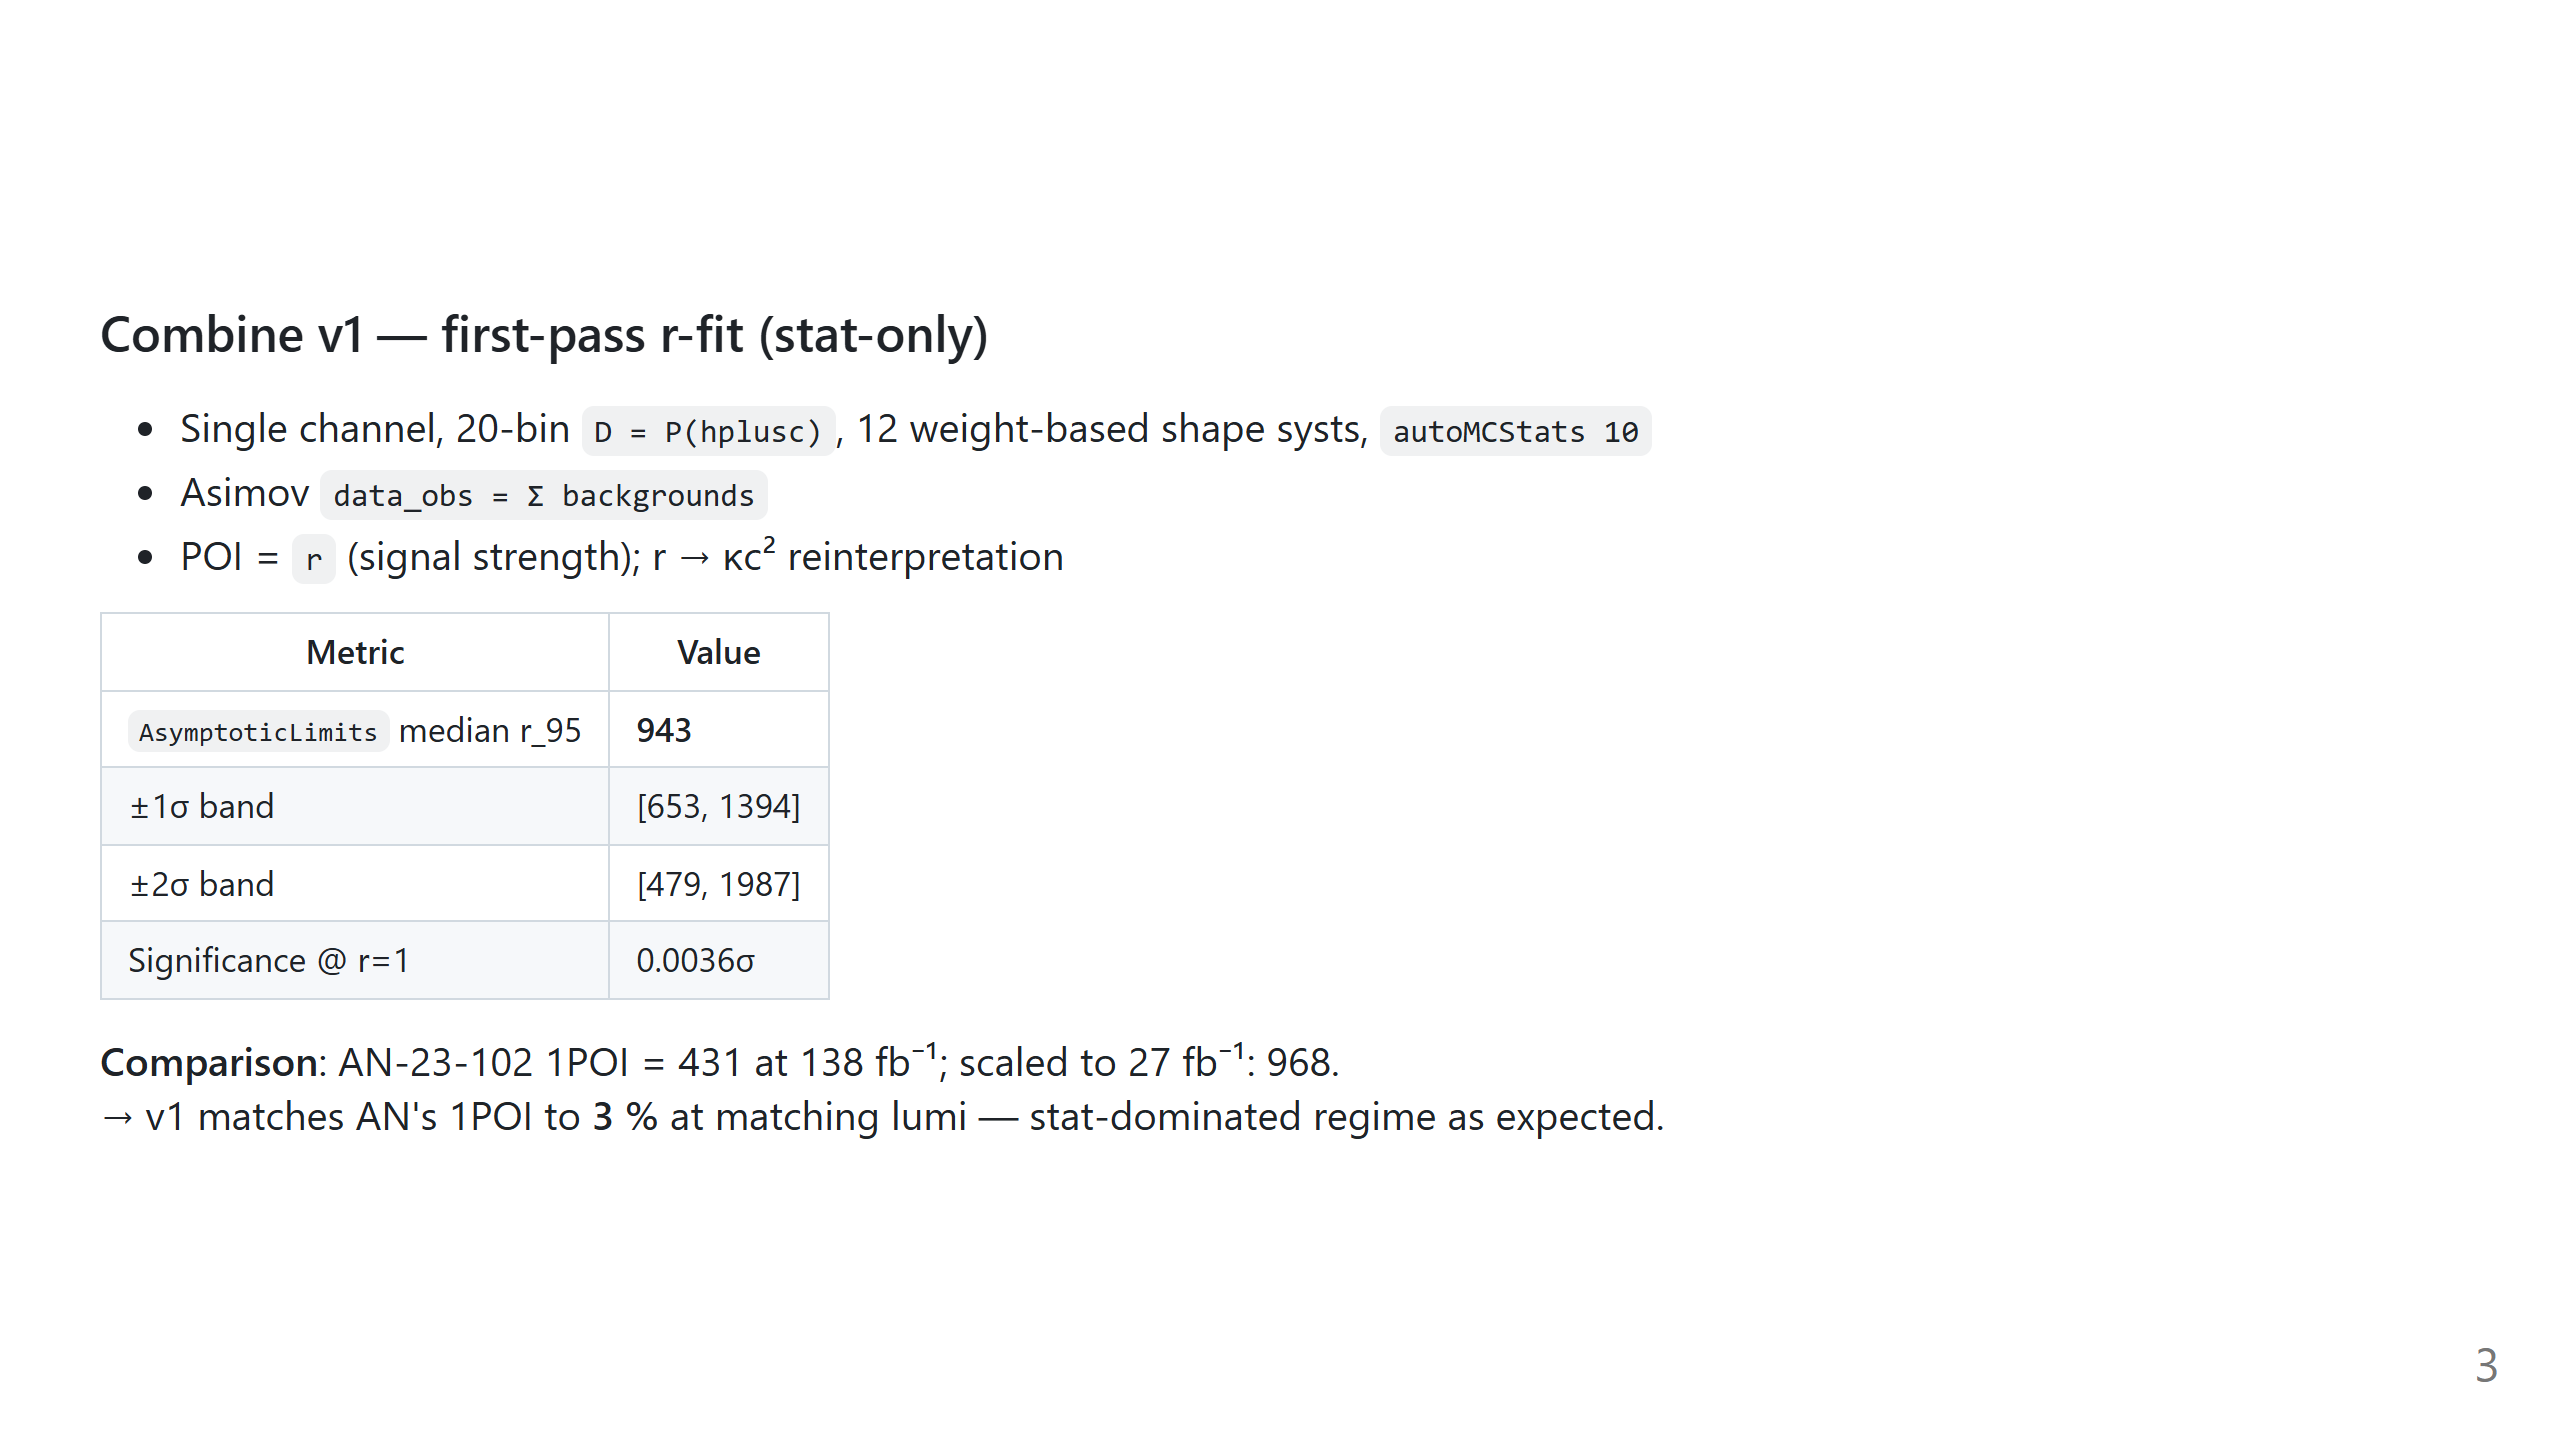 Combine v1 — first-pass r-fit (stat-only)
• Single channel, 20-bin D = P(hplusc), 12 weight-based shape systs, autoMCStats 10
• Asimov data_obs = Σ backgrounds
• POI = r (signal strength); r → κc² reinterpretation
Metric Value
AsymptoticLimits median r_95 943
±1σ band [653, 1394]
±2σ band [479, 1987]
Significance @ r=1 0.0036σ
Comparison: AN-23-102 1POI = 431 at 138 fb⁻¹; scaled to 27 fb⁻¹: 968.
→ v1 matches AN's 1POI to 3 % at matching lumi — stat-dominated regime as expected.
3